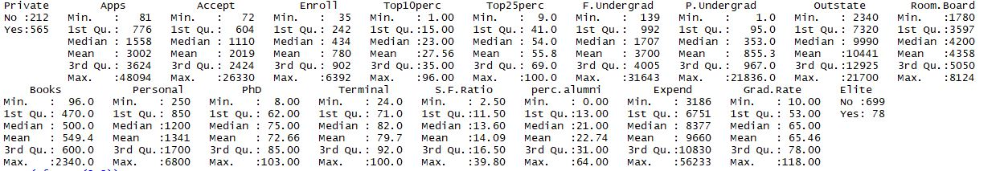 Private Apps Accept Enroll Top10perc Top25perc F.Undergrad P.Undergrad Outstate Room.Board
No :212 Min. : 81 Min. : 72 Min. : 35 Min. : 1.00 Min. : 9.0 Min. : 139 Min. : 1.0 Min. : 2340 Min. :1780
Yes:565 1st Qu.: 776 1st Qu.: 604 1st Qu.: 242 1st Qu.:15.00 1st Qu.: 41.0 1st Qu.: 992 1st Qu.: 95.0 1st Qu.: 7320 1st Qu.:3597
Median : 1558 Median : 1110 Median : 434 Median :23.00 Median : 54.0 Median : 1707 Median : 353.0 Median : 9990 Median :4200
Mean : 3002 Mean : 2019 Mean : 780 Mean :27.56 Mean : 55.8 Mean : 3700 Mean : 855.3 Mean :10441 Mean :4358
3rd Qu.: 3624 3rd Qu.: 2424 3rd Qu.: 902 3rd Qu.:35.00 3rd Qu.: 69.0 3rd Qu.: 4005 3rd Qu.: 967.0 3rd Qu.:12925 3rd Qu.:5050
Max. :48094 Max. :26330 Max. :6392 Max. :96.00 Max. :100.0 Max. :31643 Max. :21836.0 Max. :21700 Max. :8124
Books Personal PhD Terminal S.F.Ratio perc.alumni Expend Grad.Rate Elite
Min. : 96.0 Min. : 250 Min. : 8.00 Min. : 24.0 Min. : 2.50 Min. : 0.00 Min. : 3186 Min. : 10.00 No :699
1st Qu.: 470.0 1st Qu.: 850 1st Qu.: 62.00 1st Qu.: 71.0 1st Qu.:11.50 1st Qu.:13.00 1st Qu.: 6751 1st Qu.: 53.00 Yes: 78
Median : 500.0 Median :1200 Median : 75.00 Median : 82.0 Median :13.60 Median :21.00 Median : 8377 Median : 65.00
Mean : 549.4 Mean :1341 Mean : 72.66 Mean : 79.7 Mean :14.09 Mean :22.74 Mean : 9660 Mean : 65.46
3rd Qu.: 600.0 3rd Qu.:1700 3rd Qu.: 85.00 3rd Qu.: 92.0 3rd Qu.:16.50 3rd Qu.:31.00 3rd Qu.:10830 3rd Qu.: 78.00
Max. :2340.0 Max. :6800 Max. :103.00 Max. :100.0 Max. :39.80 Max. :64.00 Max. :56233 Max. :118.00